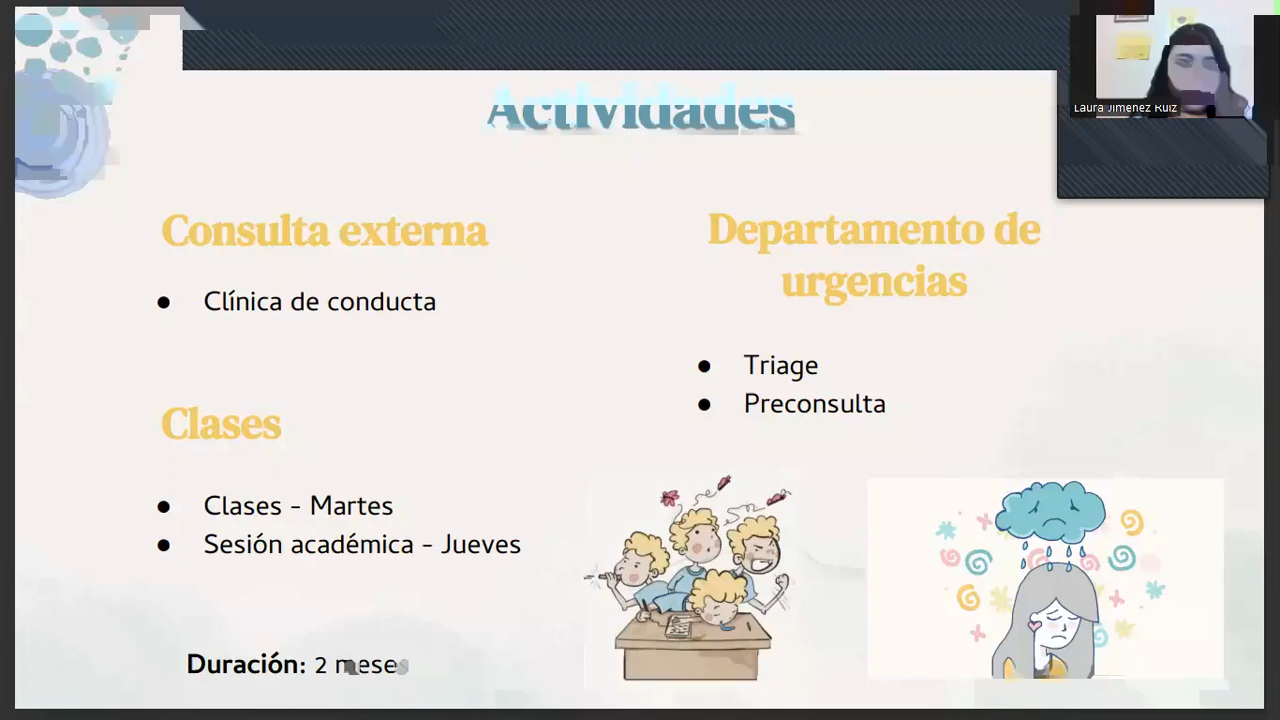 Actividades
Laura Jimenez Ruiz
Consulta externa
● Clínica de conducta
Departamento de
urgencias
● Triage
● Preconsulta
Clases
● Clases - Martes
● Sesión académica - Jueves
Duración: 2 meses